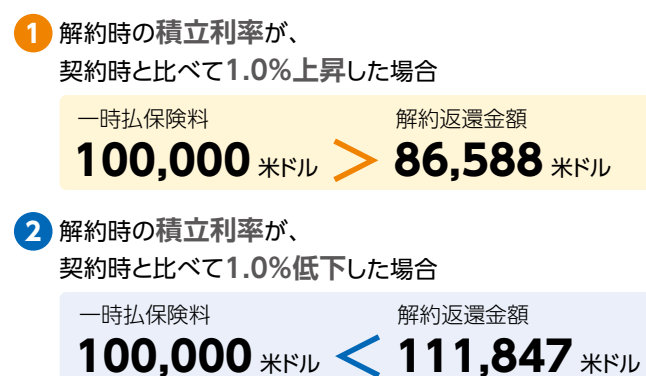 1 解約時の積立利率が、
契約時と比べて1.0%上昇した場合
一時払保険料 解約返還金額
100,000 米ドル > 86,588 米ドル
2 解約時の積立利率が、
契約時と比べて1.0%低下した場合
一時払保険料 解約返還金額
100,000 米ドル < 111,847 米ドル